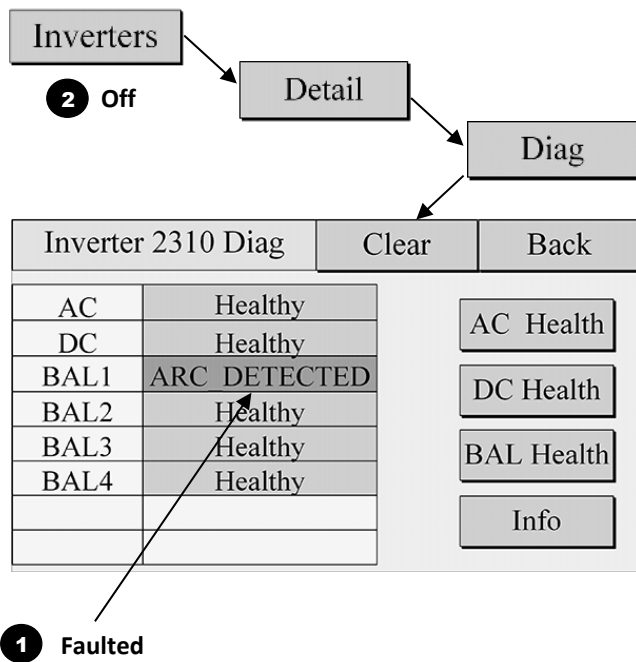 Inverters
2 Off
Detail
Diag
Inverter 2310 Diag Clear Back
AC Healthy
DC Healthy
BAL1 ARC DETECTED
BAL2 Healthy
BAL3 Healthy
BAL4 Healthy
AC Health
DC Health
BAL Health
Info
1 Faulted